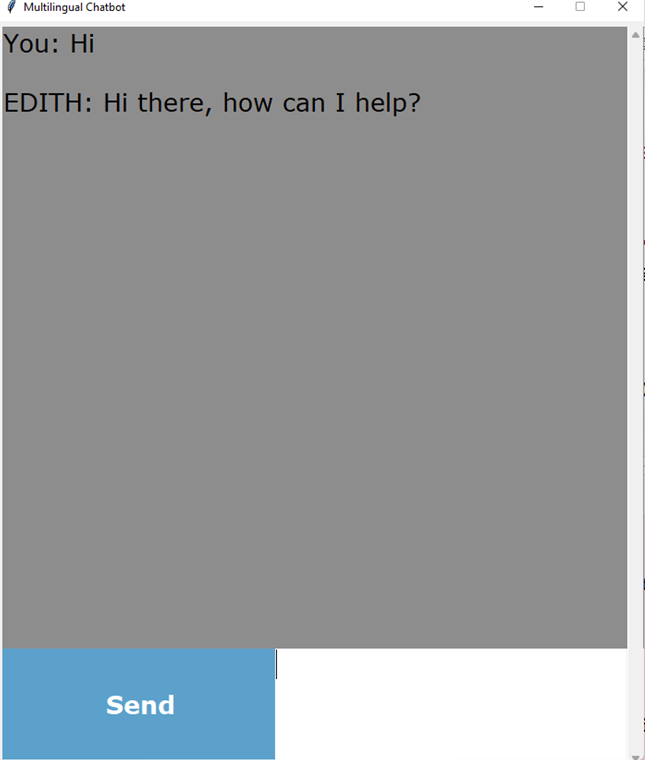 Multilingual Chatbot
You: Hi
EDITH: Hi there, how can I help?
Send